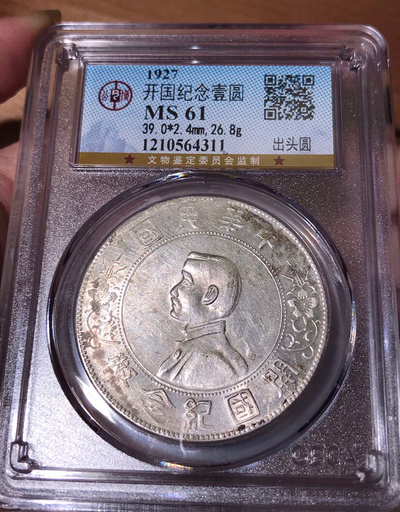 1927
开国纪念壹圆
MS 61
39.0*2.4mm,26.8g
1210564311
出头圆
文物鉴定委员会监制
中華民國
開國紀念幣